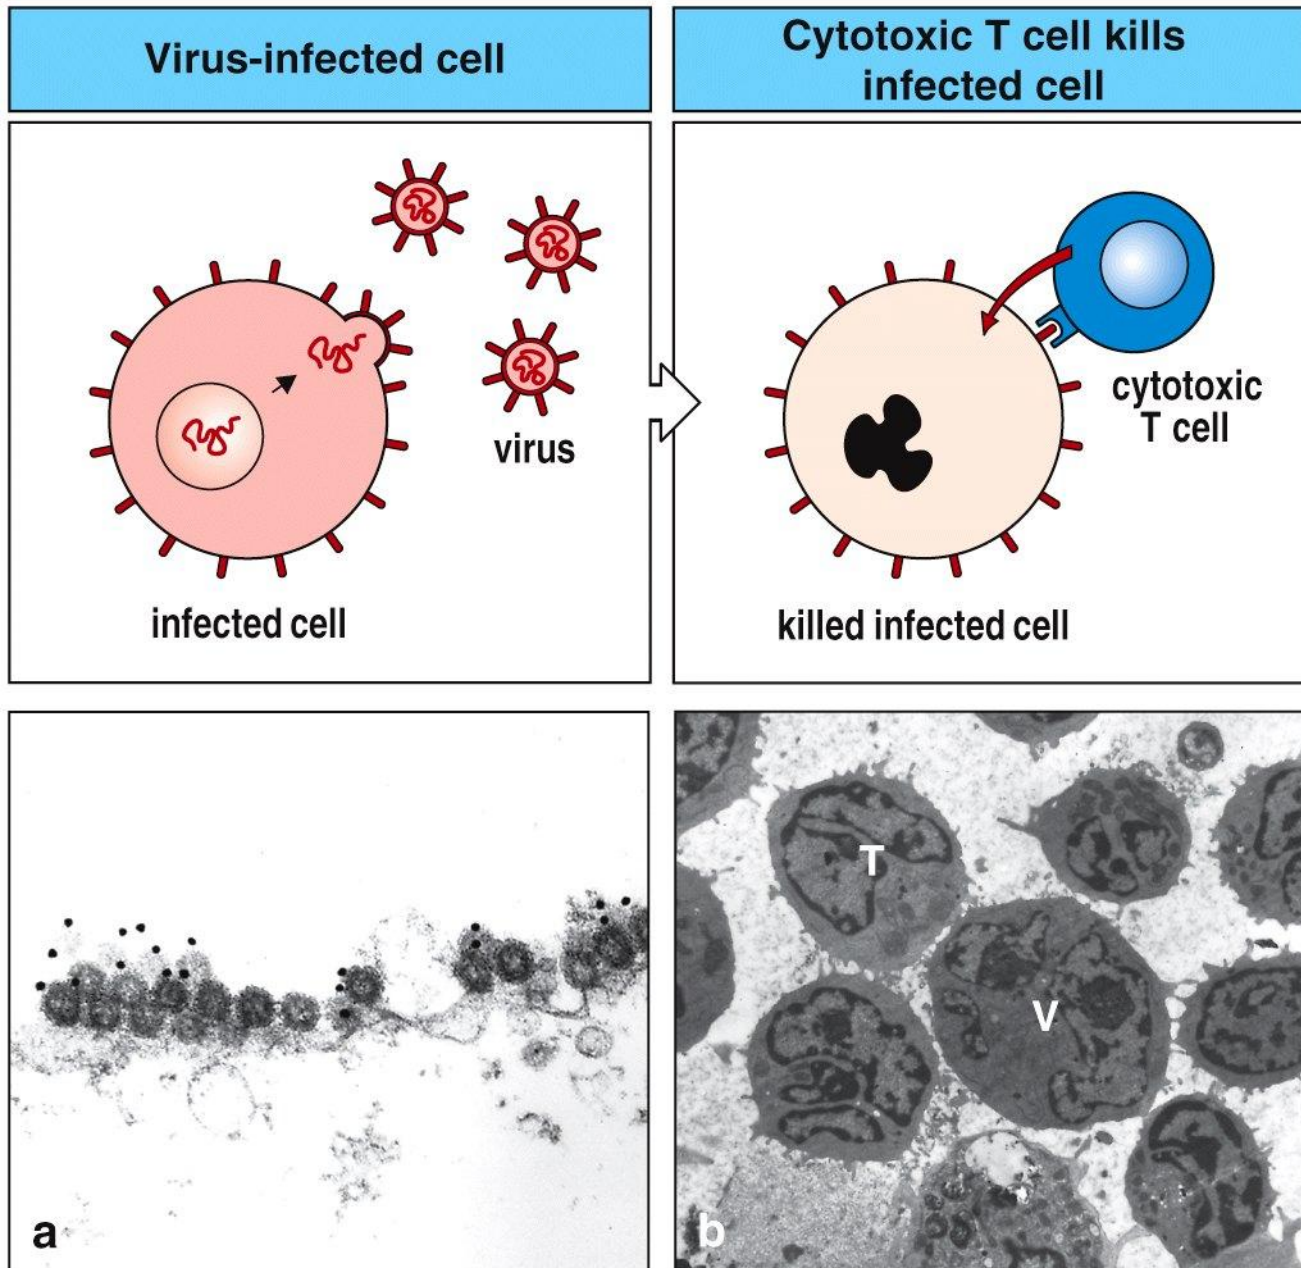 Virus-infected cell
Cytotoxic T cell kills
infected cell
virus
infected cell
cytotoxic
T cell
killed infected cell
a
T
V
b